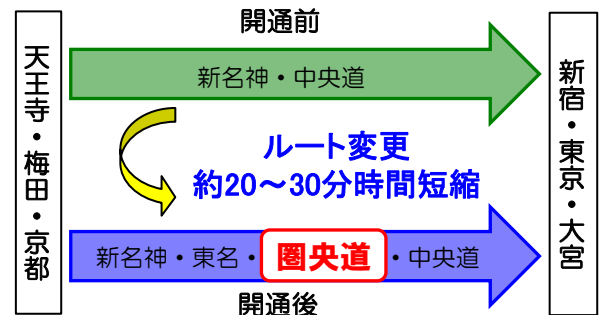 開通前
天王寺・梅田・京都
新名神・中央道
新宿・東京・大宮
ルート変更
約20～30分時間短縮
新名神・東名・圏央道・中央道
開通後